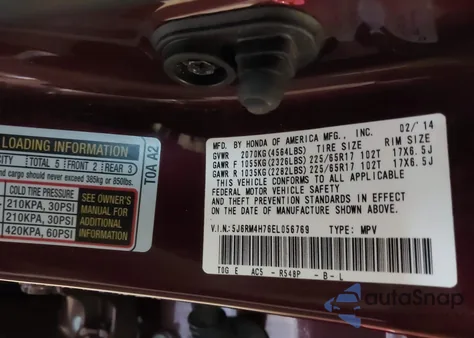 LOADING INFORMATION
CITY | TOTAL 5 | FRONT 2 | REAR 3
and cargo should never exceed 385kg or 850lbs.
COLD TIRE PRESSURE
210KPA, 30PSI
210KPA, 30PSI
420KPA, 60PSI
SEE OWNER'S
MANUAL FOR
ADDITIONAL
INFORMATION
T0A A2
MFD. BY HONDA OF AMERICA MFG., INC. 02/'14
GVWR 2070KG(4564LBS) TIRE SIZE RIM SIZE
GAWR F 1055KG(2326LBS) 225/65R17 102T 17X6.5J
GAWR R 1035KG(2282LBS) 225/65R17 102T 17X6.5J
THIS VEHICLE CONFORMS TO ALL APPLICABLE
FEDERAL MOTOR VEHICLE SAFETY
AND THEFT PREVENTION STANDARDS IN EFFECT
ON THE DATE OF MANUFACTURE SHOWN ABOVE.
V.I.N.:5J6RM4H76EL056769 TYPE: MPV
T0G E AC5 - R548P -B-L
autoSnap